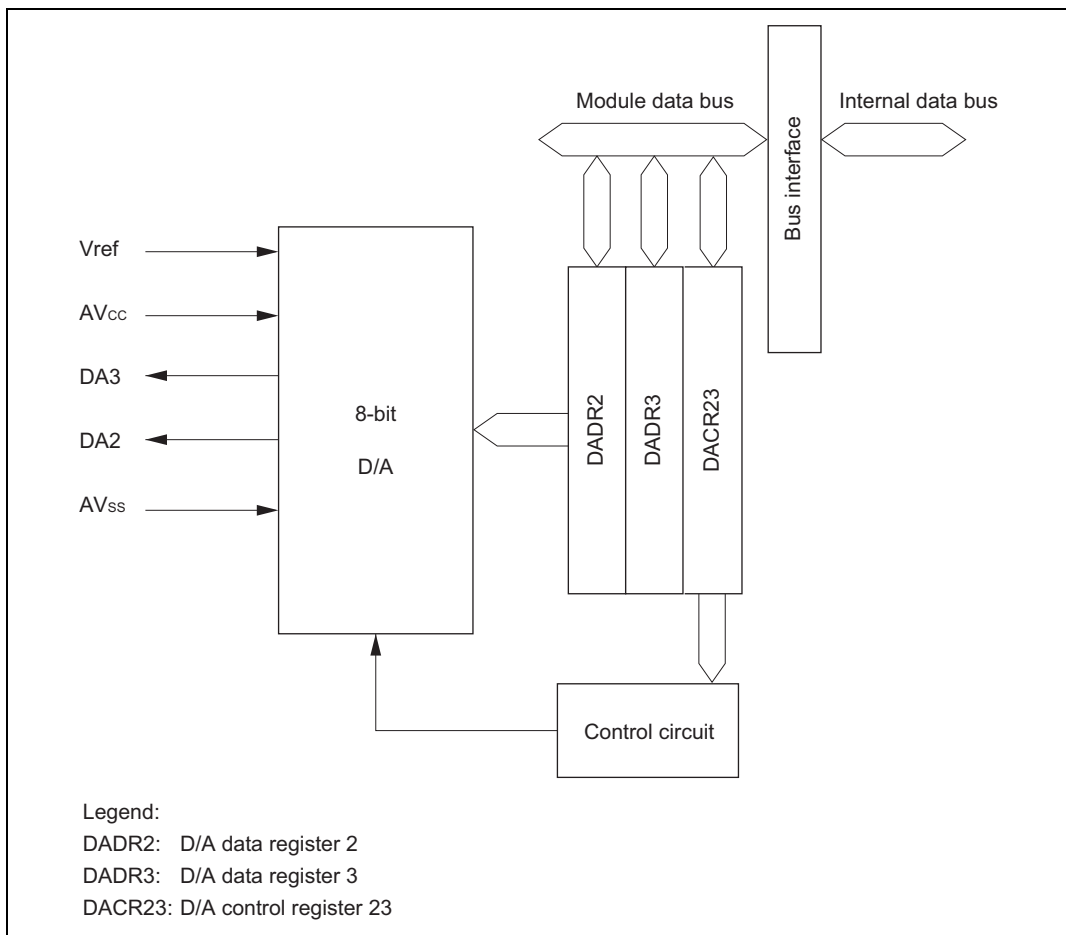 Module data bus
Internal data bus
Bus interface
Vref
AVCC
DA3
DA2
AVSS
8-bit
D/A
DADR2
DADR3
DACR23
Control circuit
Legend:
DADR2: D/A data register 2
DADR3: D/A data register 3
DACR23: D/A control register 23